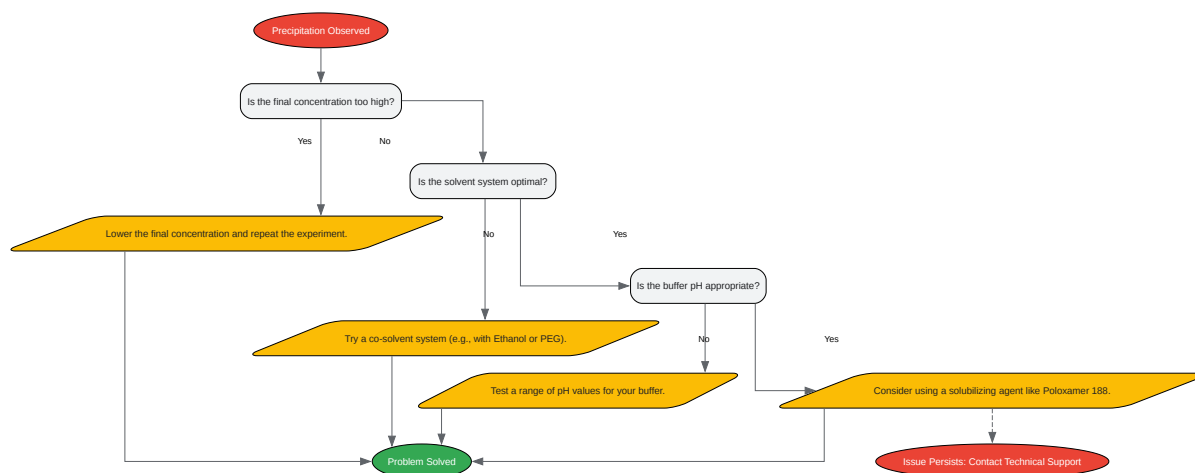 Precipitation Observed
Is the final concentration too high?
Yes
No
Is the solvent system optimal?
Lower the final concentration and repeat the experiment.
No
Yes
Is the buffer pH appropriate?
Try a co-solvent system (e.g., with Ethanol or PEG).
No
Yes
Test a range of pH values for your buffer.
Consider using a solubilizing agent like Poloxamer 188.
Problem Solved
Issue Persists: Contact Technical Support